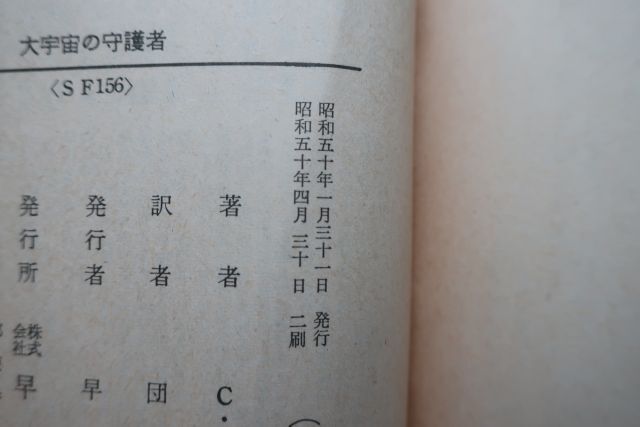 大宇宙の守護者
〈SF156〉
昭和五十年一月三十一日 発行
昭和五十年四月三十日 二刷
著者 C・
訳者 団
発行者 早
発行所 株式会社 早